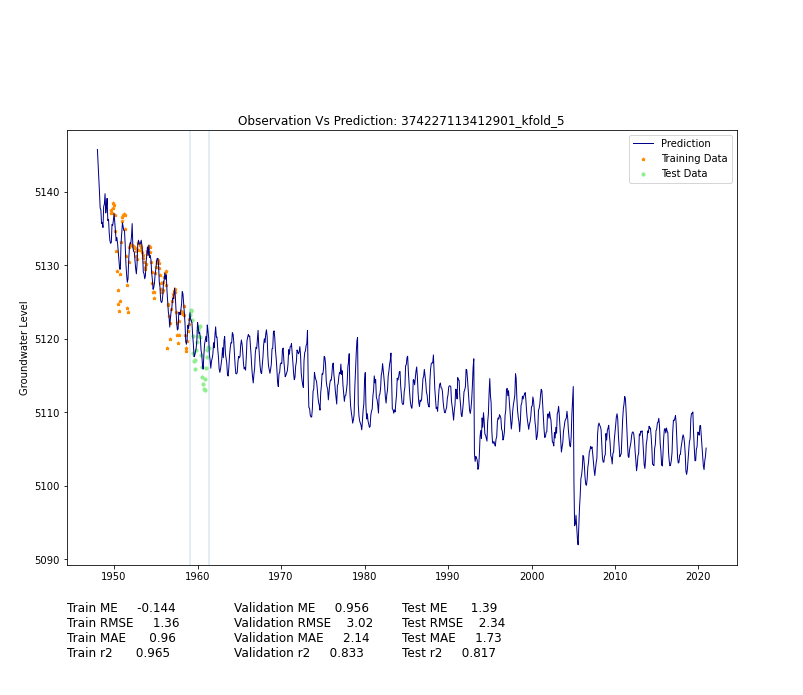 Observation Vs Prediction: 374227113412901_kfold_5
Prediction
Training Data
Test Data
Groundwater Level
5140
5130
5120
5110
5100
5090
1950 1960 1970 1980 1990 2000 2010 2020
Train ME -0.144 Validation ME 0.956 Test ME 1.39
Train RMSE 1.36 Validation RMSE 3.02 Test RMSE 2.34
Train MAE 0.96 Validation MAE 2.14 Test MAE 1.73
Train r2 0.965 Validation r2 0.833 Test r2 0.817